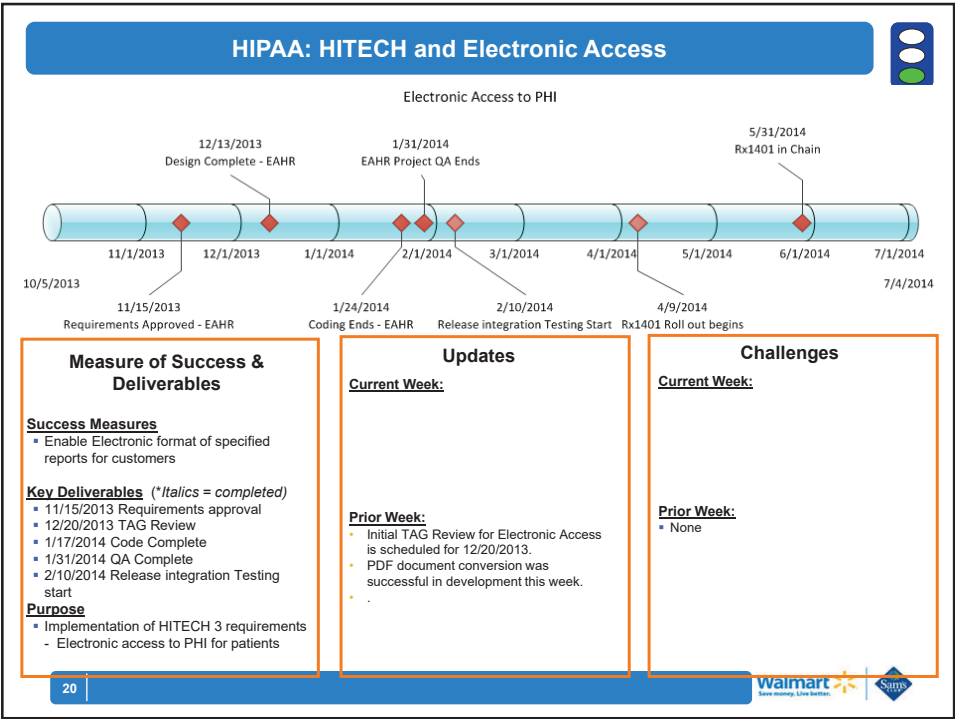 HIPAA: HITECH and Electronic Access
Electronic Access to PHI
12/13/2013
Design Complete - EAHR
1/31/2014
EAHR Project QA Ends
5/31/2014
Rx1401 in Chain
11/1/2013
12/1/2013
1/1/2014
2/1/2014
3/1/2014
4/1/2014
5/1/2014
6/1/2014
7/1/2014
10/5/2013
7/4/2014
11/15/2013
Requirements Approved - EAHR
1/24/2014
Coding Ends - EAHR
2/10/2014
Release integration Testing Start
4/9/2014
Rx1401 Roll out begins
Measure of Success &
Deliverables
Success Measures
▪ Enable Electronic format of specified
reports for customers
Key Deliverables (*Italics = completed)
▪ 11/15/2013 Requirements approval
▪ 12/20/2013 TAG Review
▪ 1/17/2014 Code Complete
▪ 1/31/2014 QA Complete
▪ 2/10/2014 Release integration Testing
start
Purpose
▪ Implementation of HITECH 3 requirements
- Electronic access to PHI for patients
Updates
Current Week:
Prior Week:
• Initial TAG Review for Electronic Access
is scheduled for 12/20/2013.
• PDF document conversion was
successful in development this week.
• .
Challenges
Current Week:
Prior Week:
▪ None
20
Walmart
Save money. Live better.
Sam's
CLUB